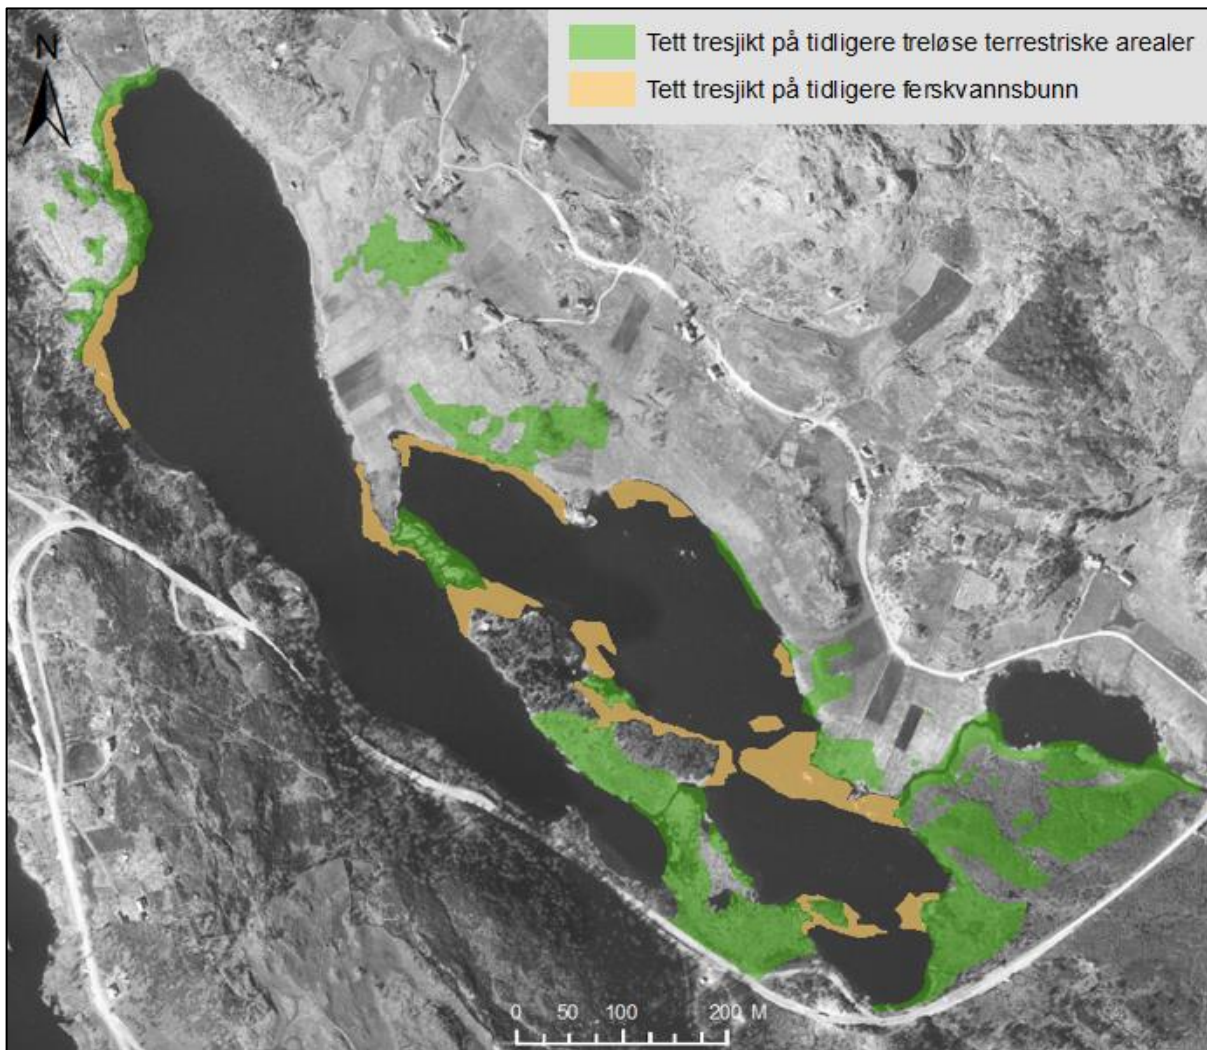 Tett tresjikt på tidligere treløse terrestriske arealer
Tett tresjikt på tidligere ferskvannsbunn
N
0 50 100 200 M